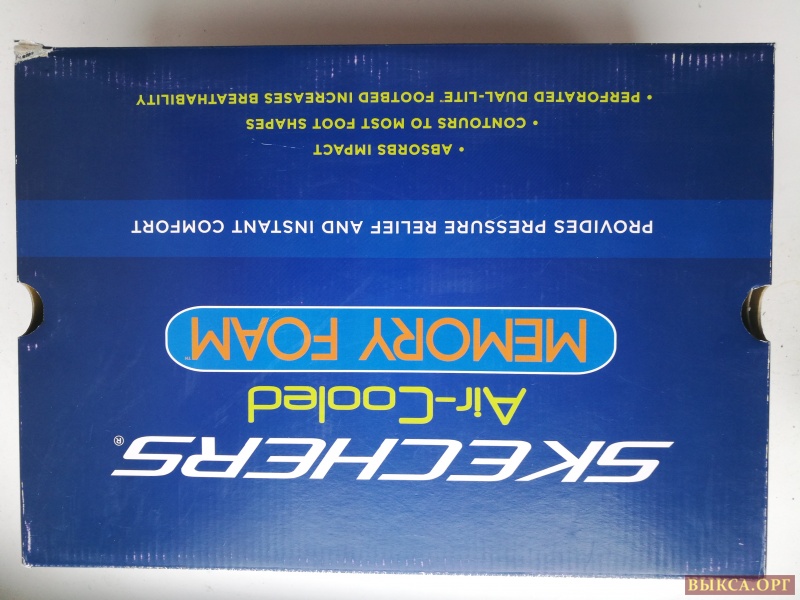 SKECHERS®
Air-Cooled
MEMORY FOAM™
PROVIDES PRESSURE RELIEF AND INSTANT COMFORT
• ABSORBS IMPACT
• CONTOURS TO MOST FOOT SHAPES
• PERFORATED DUAL-LITE™ FOOTBED INCREASES BREATHABILITY
ВЫКСА.ОРГ